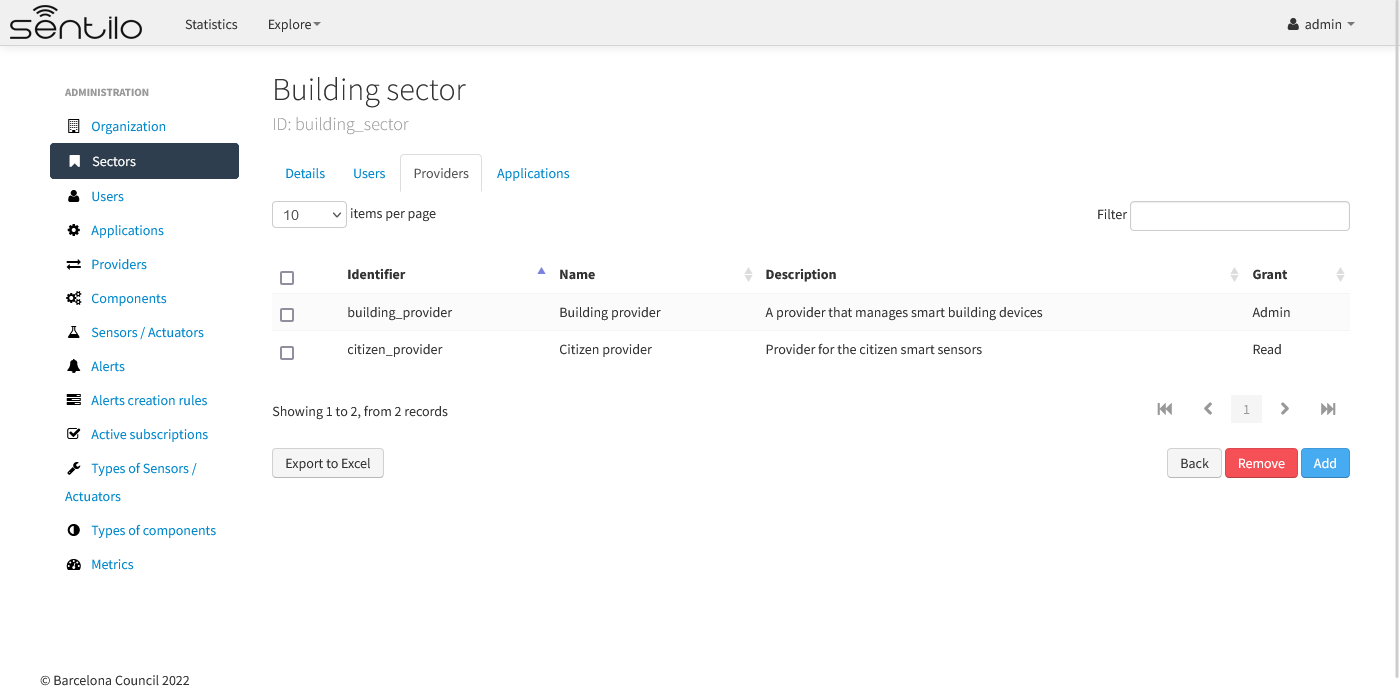 sentilo Statistics Explore admin
ADMINISTRATION
Organization
Sectors
Users
Applications
Providers
Components
Sensors / Actuators
Alerts
Alerts creation rules
Active subscriptions
Types of Sensors /
Actuators
Types of components
Metrics
Building sector
ID: building_sector
Details Users Providers Applications
10 items per page Filter
Identifier Name Description Grant
building_provider Building provider A provider that manages smart building devices Admin
citizen_provider Citizen provider Provider for the citizen smart sensors Read
Showing 1 to 2, from 2 records 1
Export to Excel Back Remove Add
© Barcelona Council 2022